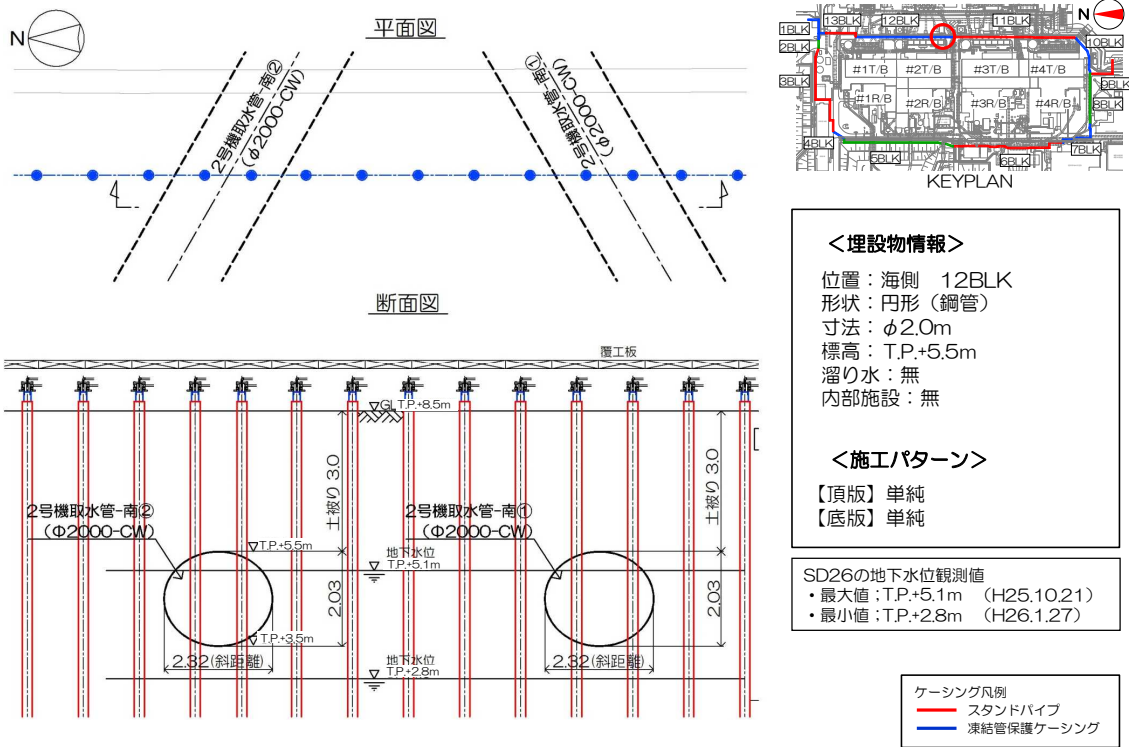 N
平面図
2号機取水管-南②
（Φ2000-CW）
2号機取水管-南①
（Φ2000-CW）
断面図
覆工板
▽GL.T.P.+8.5m
土被り 3.0
土被り 3.0
2号機取水管-南②
（Φ2000-CW）
2号機取水管-南①
（Φ2000-CW）
▽T.P.+5.5m
地下水位
T.P.+5.1m
地下水位
T.P.+5.1m
2.03
2.03
▽T.P.+3.5m
2.32(斜距離)
2.32(斜距離)
地下水位
T.P.+2.8m
N
1BLK
13BLK
12BLK
11BLK
2BLK
10BLK
3BLK
#1T/B
#2T/B
#3T/B
#4T/B
9BLK
#1R/B
#2R/B
#3R/B
#4R/B
8BLK
4BLK
5BLK
6BLK
7BLK
KEYPLAN
＜埋設物情報＞
位置：海側　12BLK
形状：円形（鋼管）
寸法：φ2.0m
標高：T.P.+5.5m
溜り水：無
内部施設：無
＜施工パターン＞
【頂版】単純
【底版】単純
SD26の地下水位観測値
・最大値；T.P.+5.1m　（H25.10.21）
・最小値；T.P.+2.8m　（H26.1.27）
ケーシング凡例
スタンドパイプ
凍結管保護ケーシング